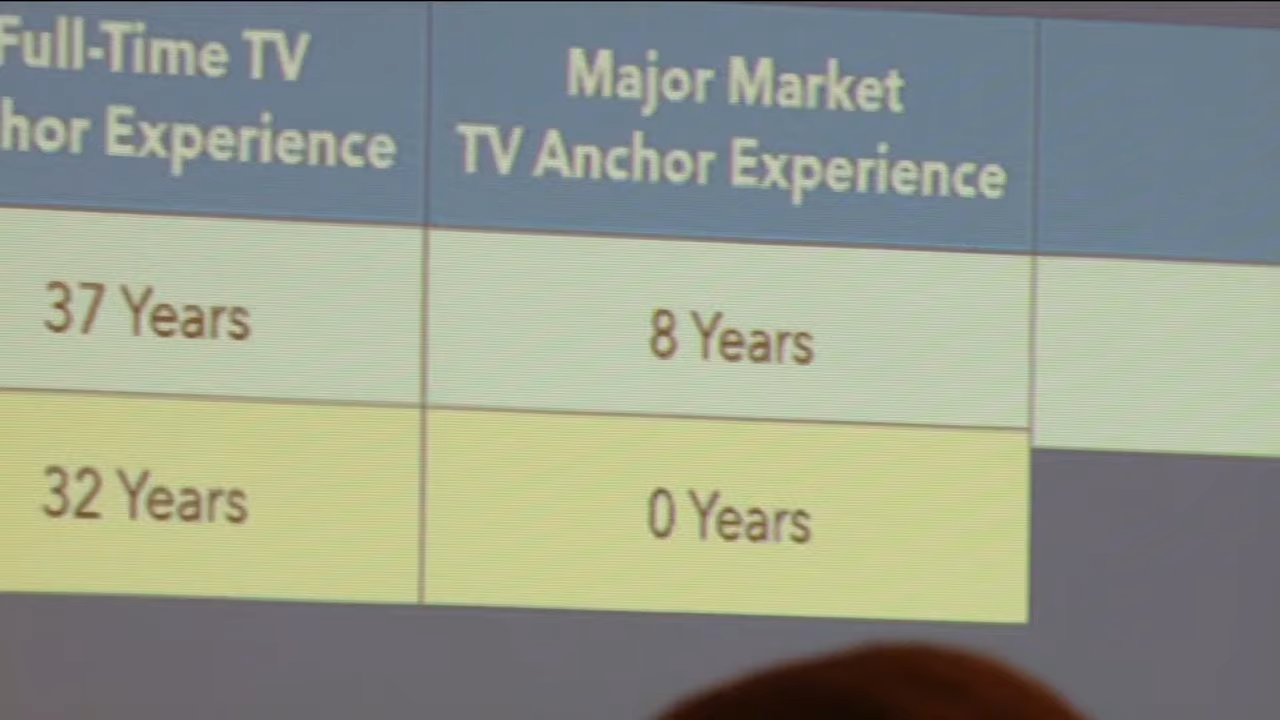 Full-Time TV
hor Experience
Major Market
TV Anchor Experience
37 Years
8 Years
32 Years
0 Years